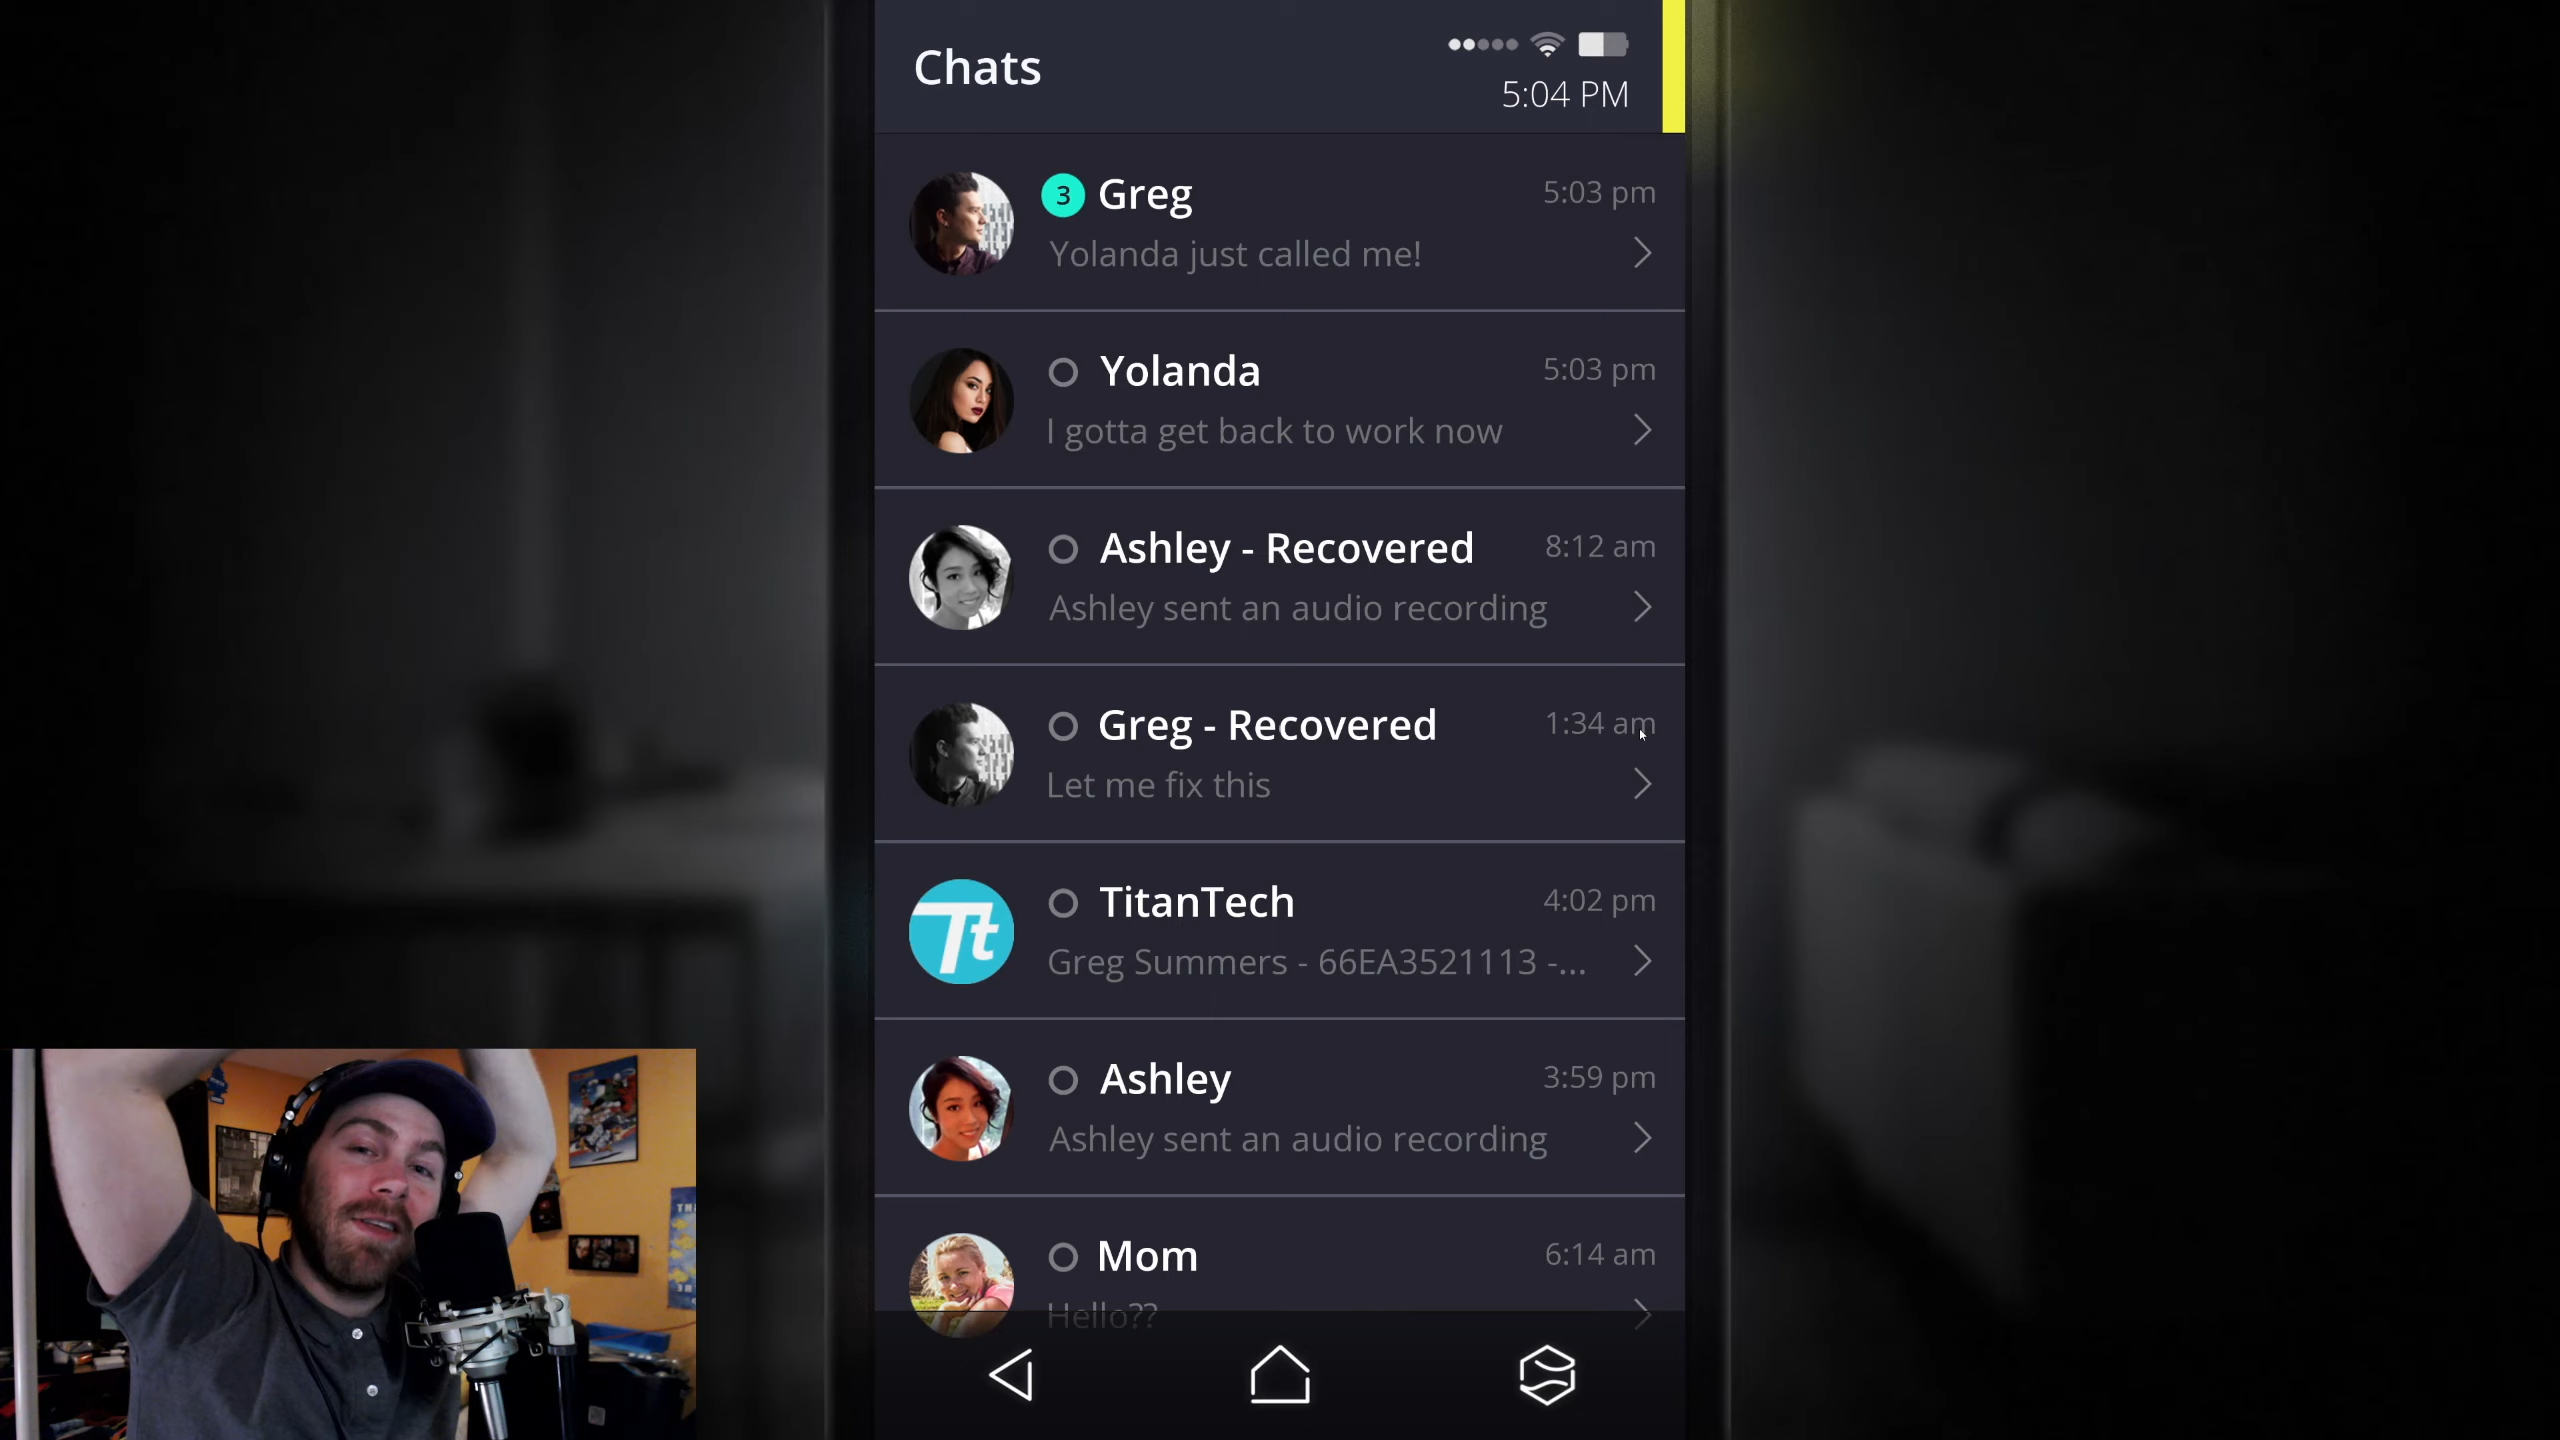 Chats
5:04 PM
3 Greg 5:03 pm
Yolanda just called me!
Yolanda 5:03 pm
I gotta get back to work now
Ashley - Recovered 8:12 am
Ashley sent an audio recording
Greg - Recovered 1:34 am
Let me fix this
TitanTech 4:02 pm
Tt
Greg Summers - 66EA3521113 -...
Ashley 3:59 pm
Ashley sent an audio recording
Mom 6:14 am
Hello??